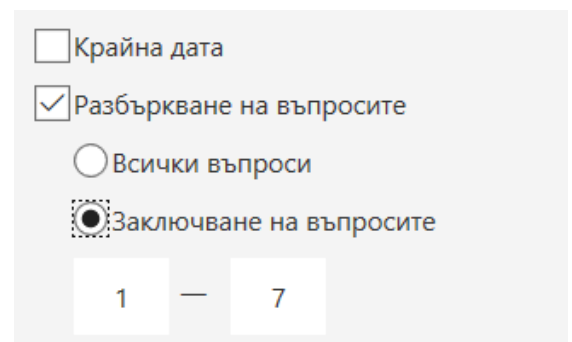 Крайна дата
Разбъркване на въпросите
Всички въпроси
Заключване на въпросите
1 — 7